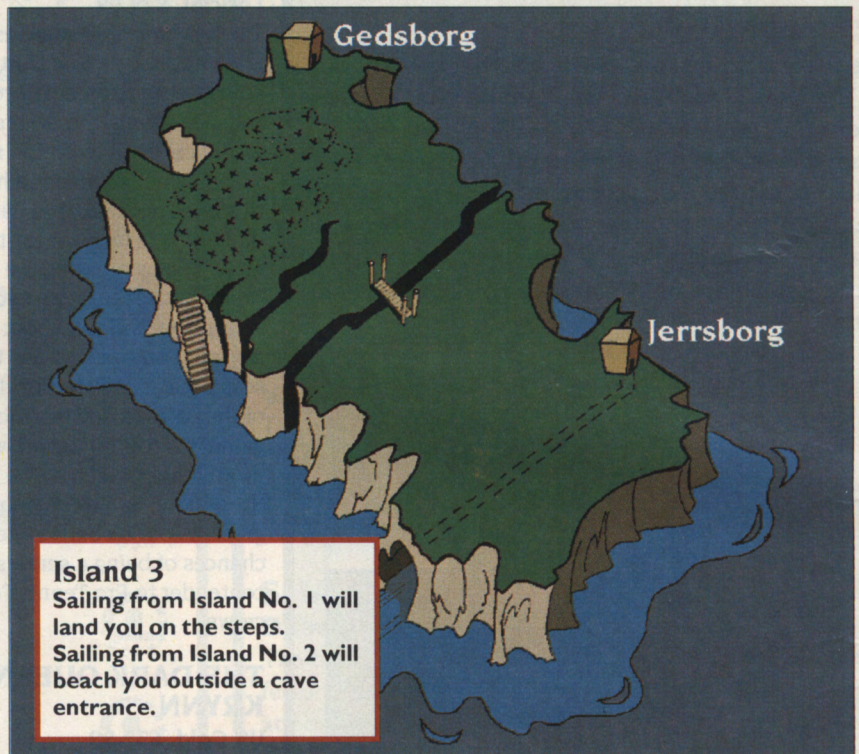 Gedsborg
Jerrsborg
Island 3
Sailing from Island No. 1 will
land you on the steps.
Sailing from Island No. 2 will
beach you outside a cave
entrance.